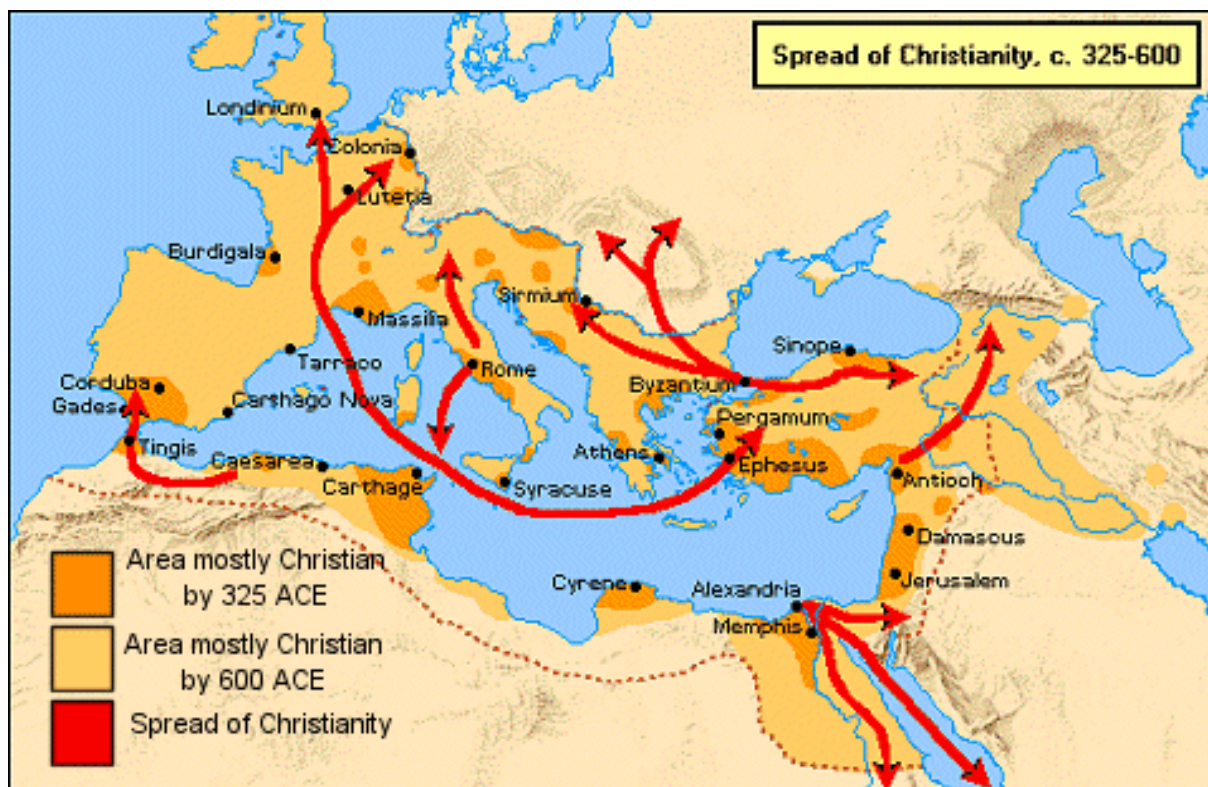 Spread of Christianity, c. 325-600
Londinium
Colonia
Lutetia
Burdigala
Sirmium
Massilia
Sinope
Tarraco
Rome
Byzantium
Corduba
Carthago Nova
Gades
Pergamum
Tingis
Athens
Ephesus
Caesarea
Carthage
Syracuse
Antioch
Damascus
Cyrene
Alexandria
Jerusalem
Memphis
Area mostly Christian
by 325 ACE
Area mostly Christian
by 600 ACE
Spread of Christianity